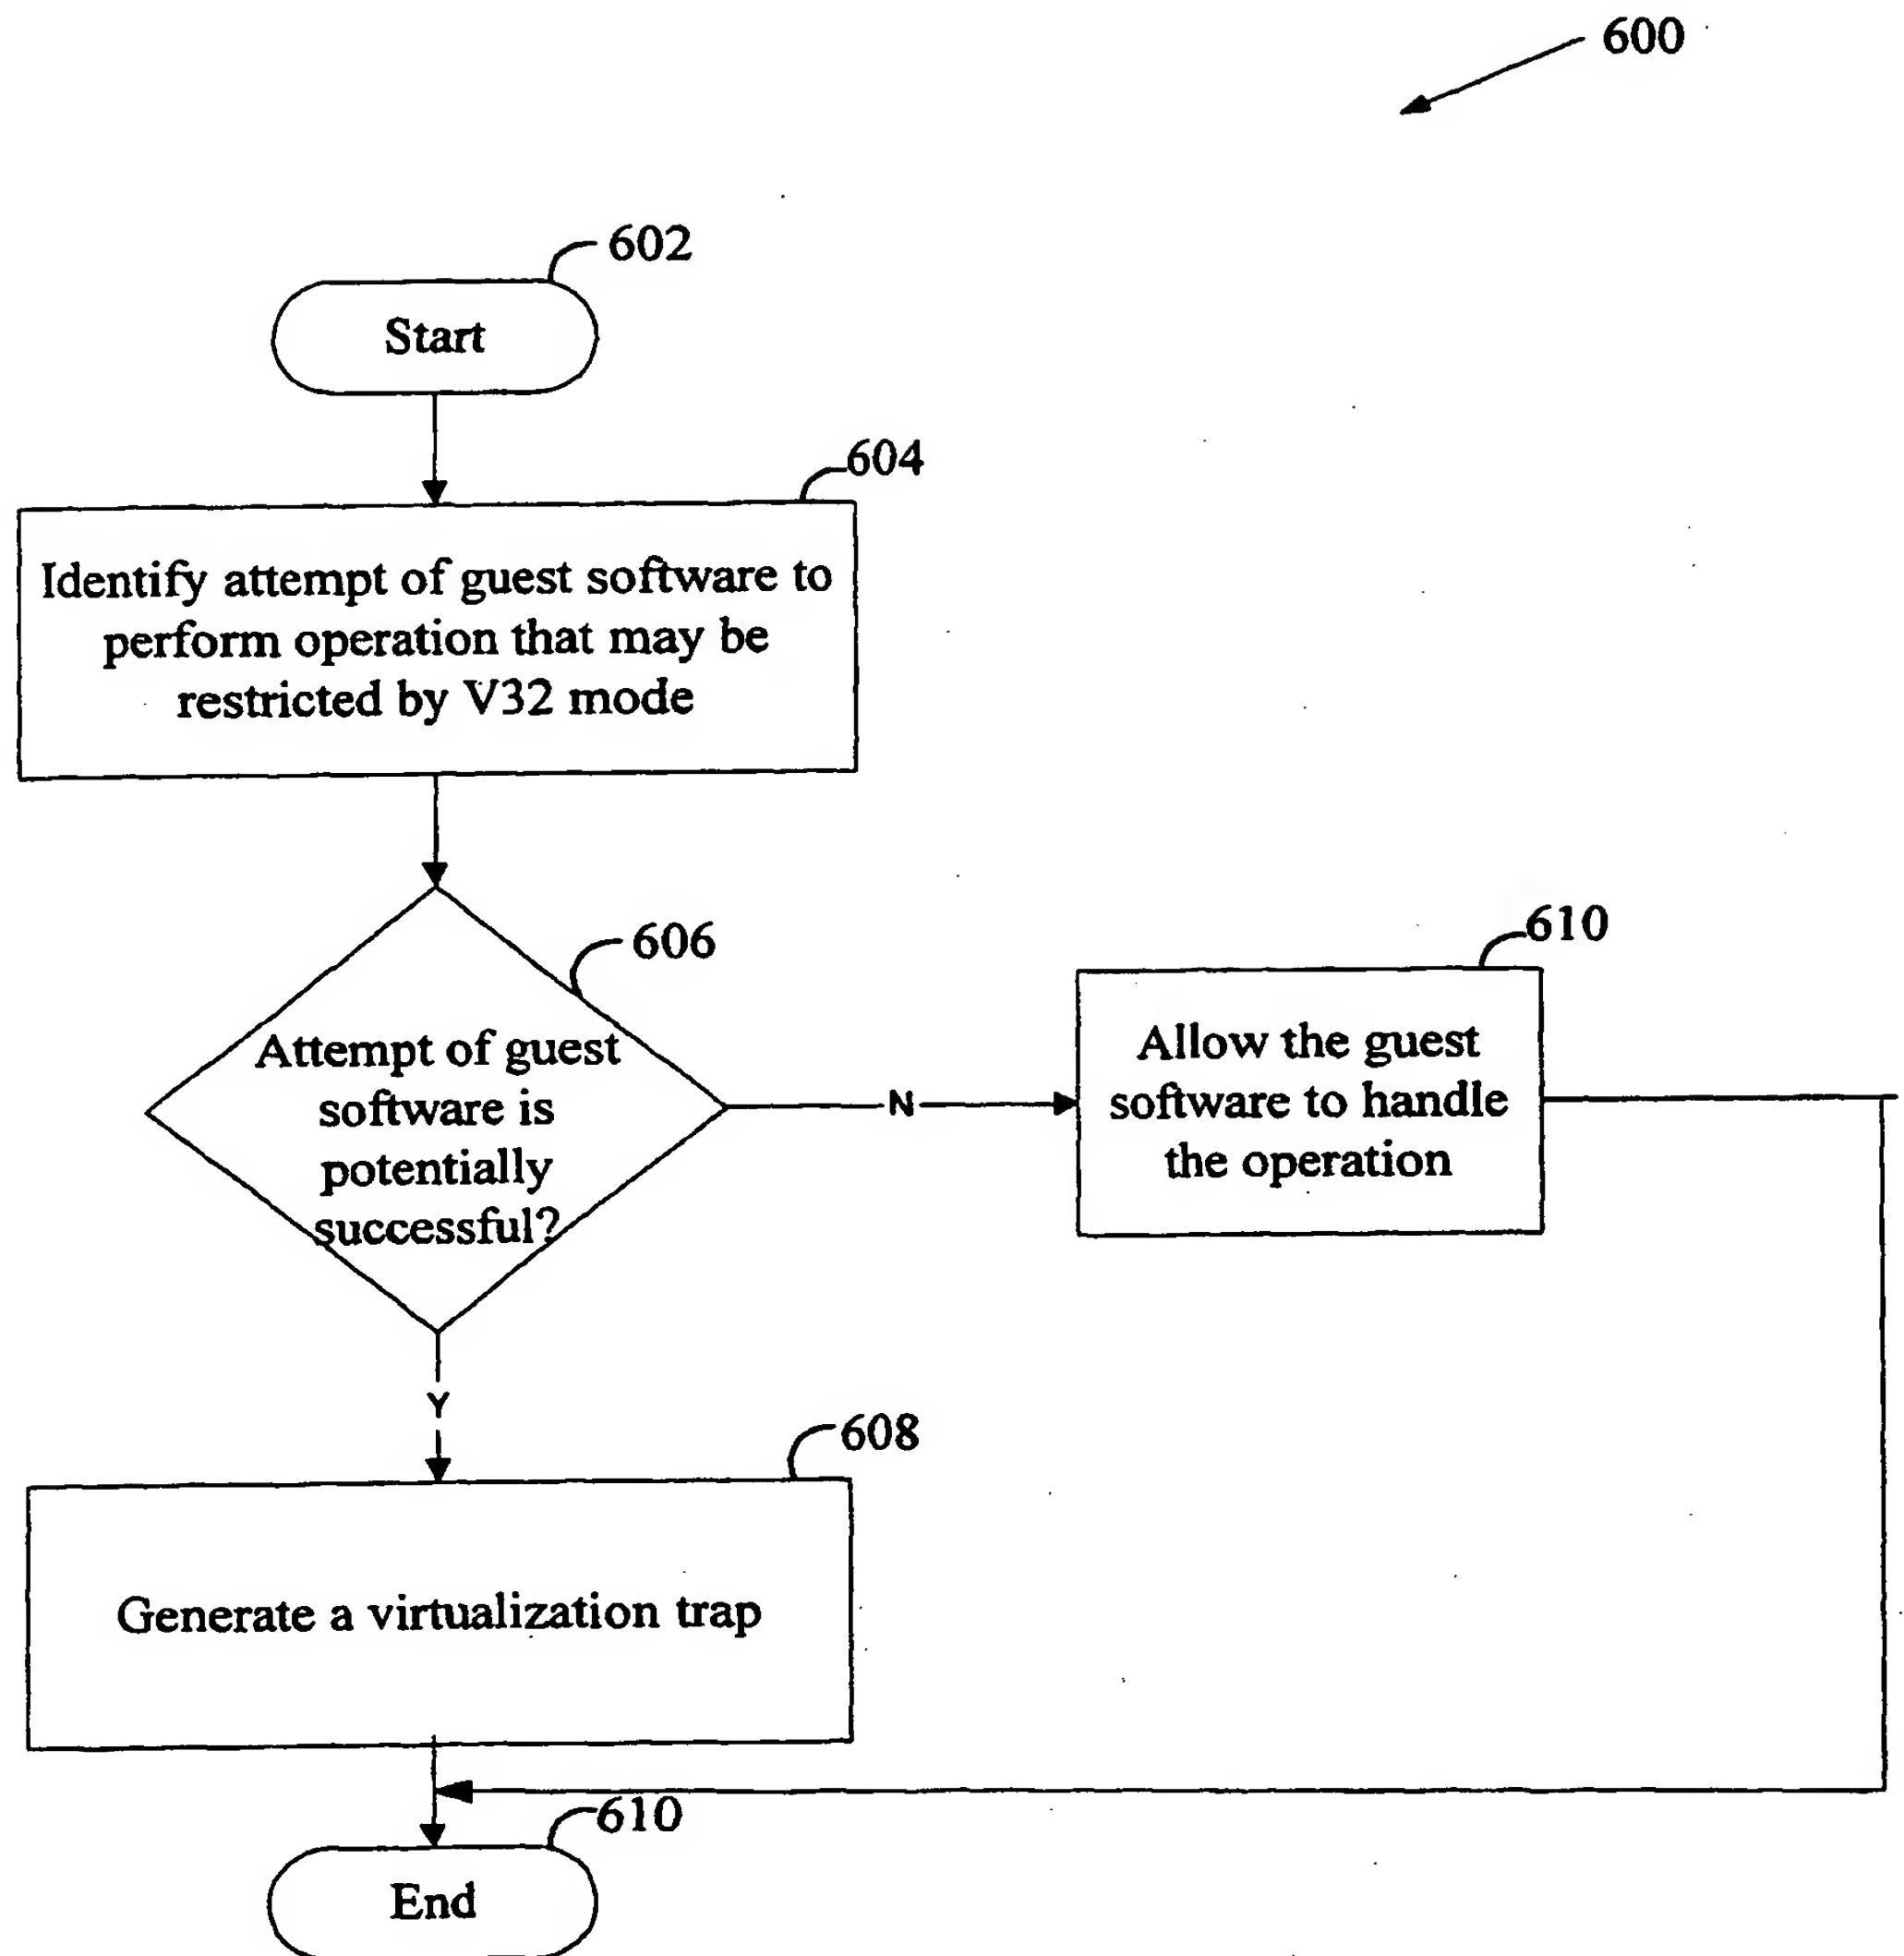 600
602
Start
604
Identify attempt of guest software to
perform operation that may be
restricted by V32 mode
606
Attempt of guest
software is
potentially
successful?
N
610
Allow the guest
software to handle
the operation
Y
608
Generate a virtualization trap
610
End